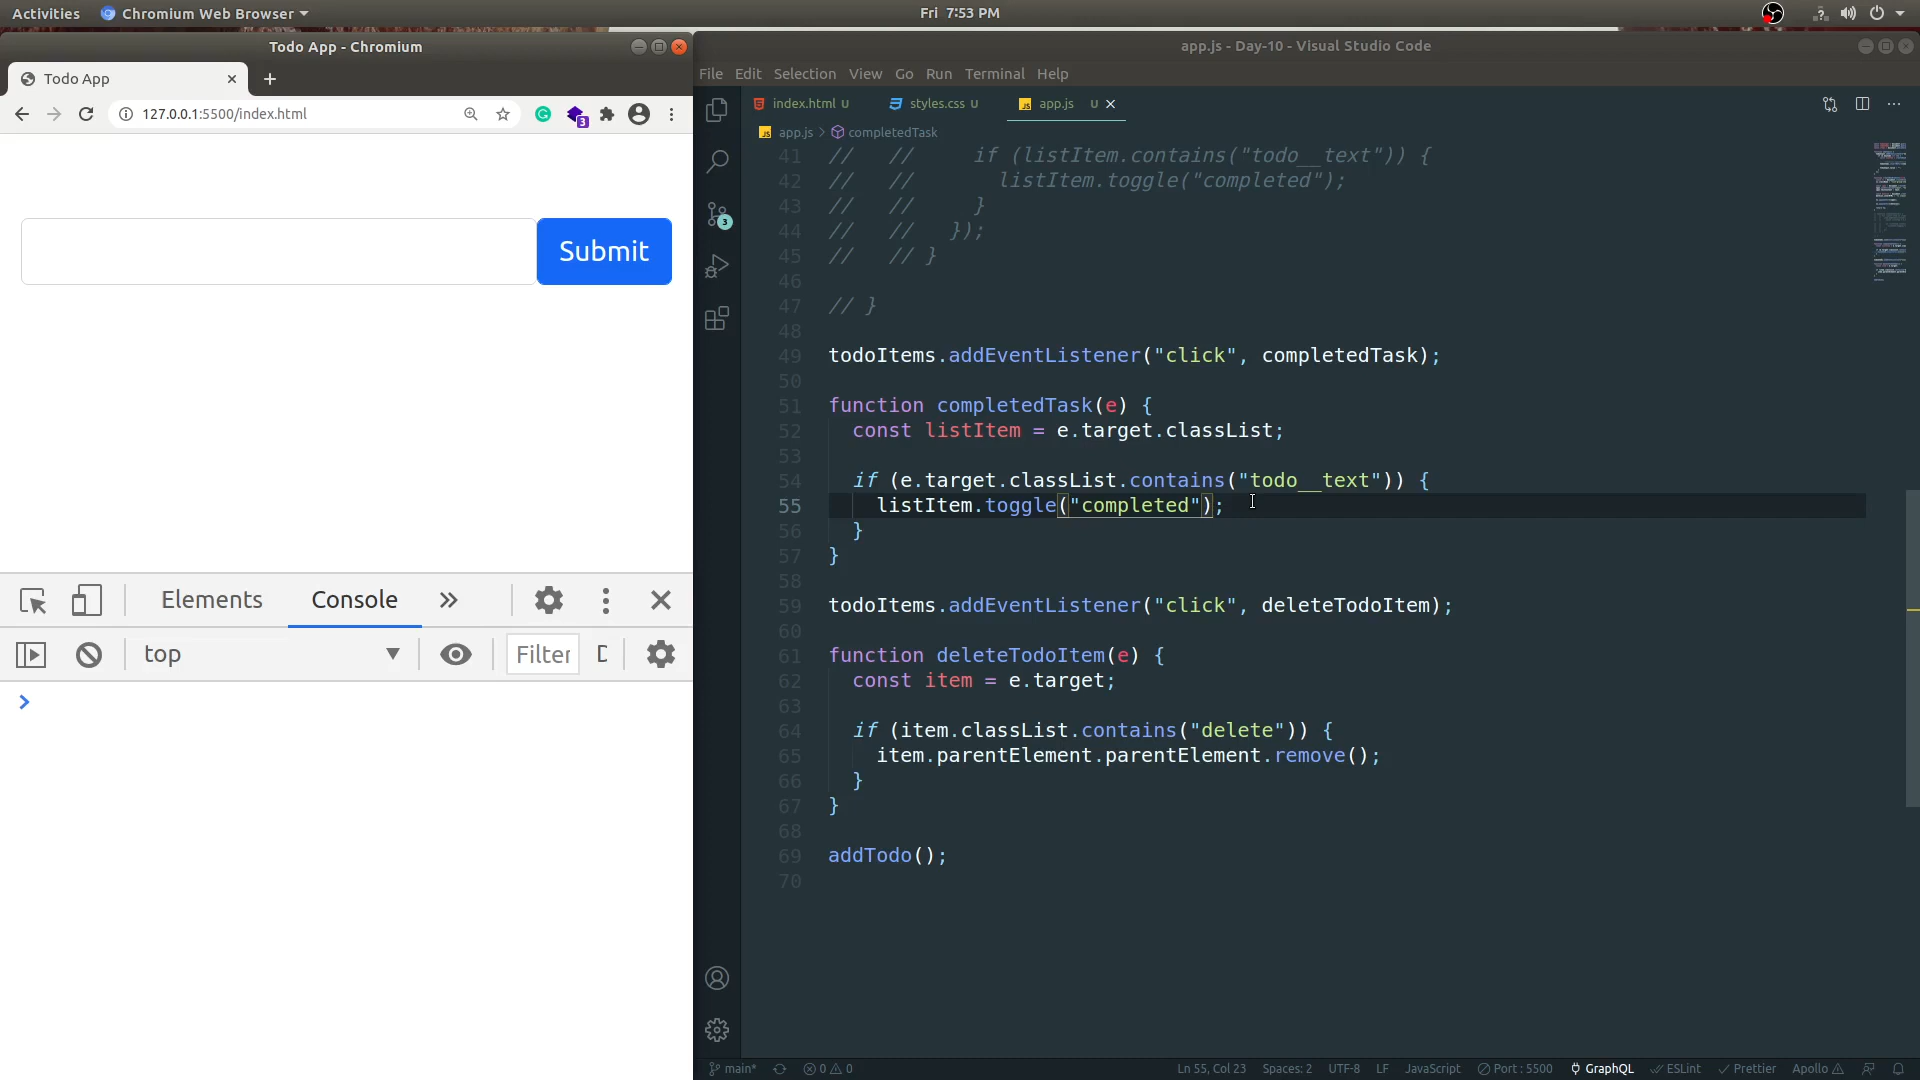 Activities
Chromium Web Browser
Fri 7:53 PM
Todo App - Chromium
Todo App
127.0.0.1:5500/index.html
3
Submit
Elements
Console
top
Filter
D
app.js - Day-10 - Visual Studio Code
File Edit Selection View Go Run Terminal Help
index.html U
styles.css U
JS app.js U
JS app.js > completedTask
3
41 // // if (listItem.contains("todo__text")) {
42 // // listItem.toggle("completed");
43 // // }
44 // // });
45 // // }
46
47 // }
48
49 todoItems.addEventListener("click", completedTask);
50
51 function completedTask(e) {
52 const listItem = e.target.classList;
53
54 if (e.target.classList.contains("todo__text")) {
55 listItem.toggle("completed");
56 }
57 }
58
59 todoItems.addEventListener("click", deleteTodoItem);
60
61 function deleteTodoItem(e) {
62 const item = e.target;
63
64 if (item.classList.contains("delete")) {
65 item.parentElement.parentElement.remove();
66 }
67 }
68
69 addTodo();
70
main* 0 0 Ln 55, Col 23 Spaces: 2 UTF-8 LF JavaScript Port : 5500 GraphQL ESLint Prettier Apollo